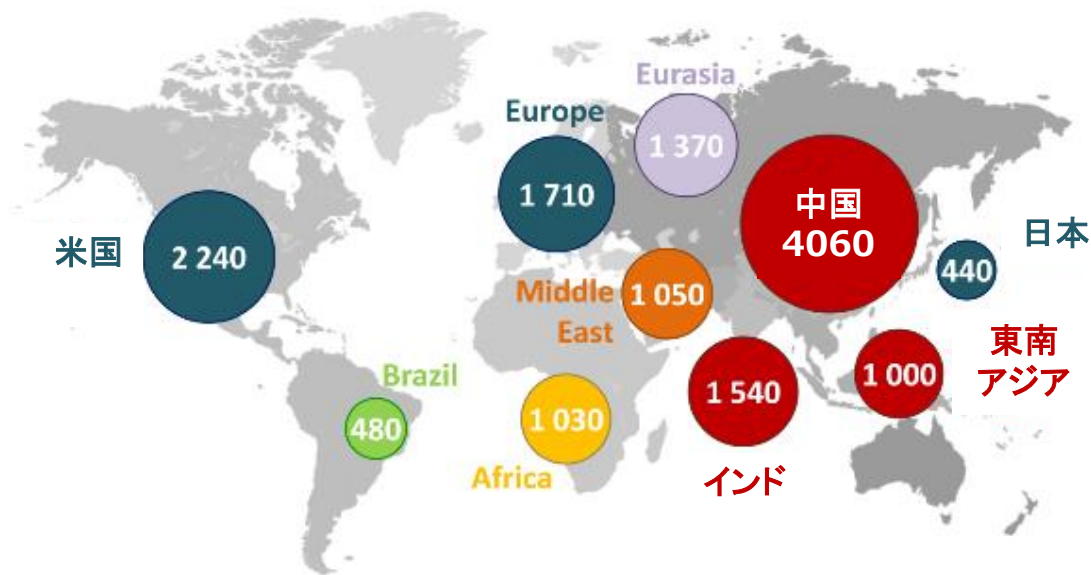 Eurasia
1 370
Europe
1 710
中国
4060
米国
2 240
日本
440
Middle
East
1 050
東南
アジア
1 000
Brazil
480
1 030
Africa
1 540
インド